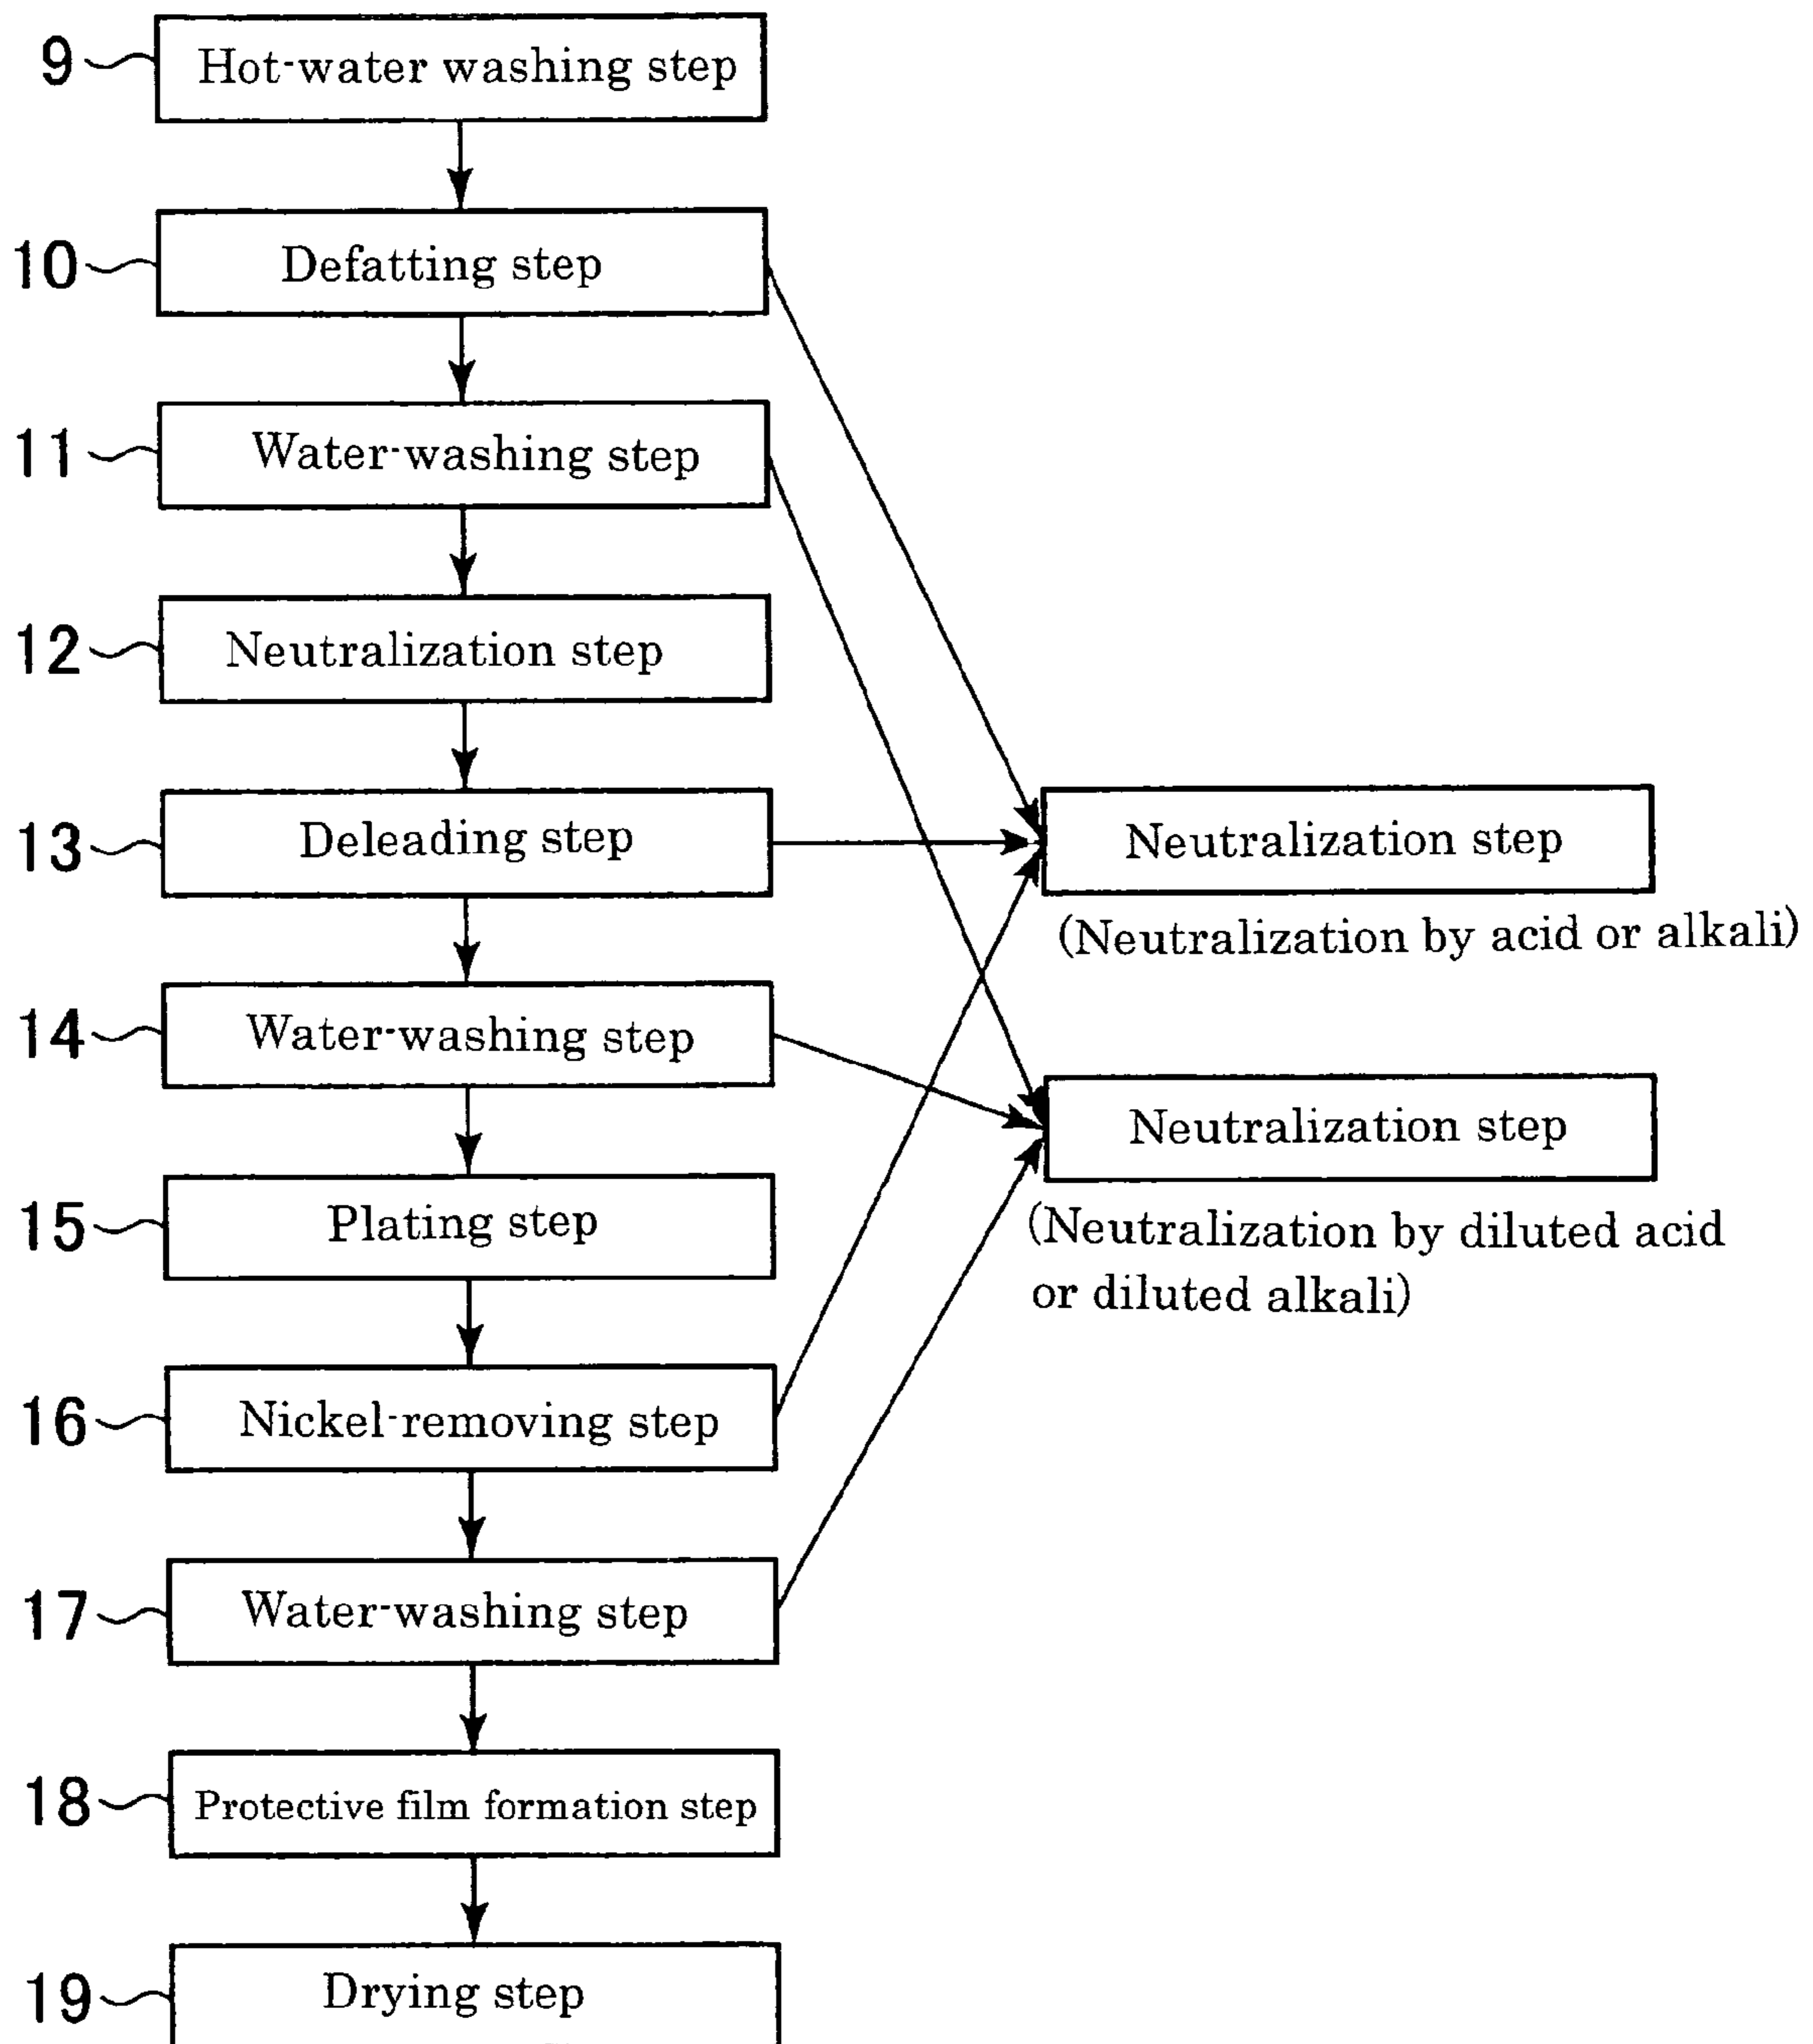 9 Hot-water washing step
10 Defatting step
11 Water-washing step
12 Neutralization step
13 Deleading step
Neutralization step
(Neutralization by acid or alkali)
14 Water-washing step
Neutralization step
(Neutralization by diluted acid
or diluted alkali)
15 Plating step
16 Nickel-removing step
17 Water-washing step
18 Protective film formation step
19 Drying step